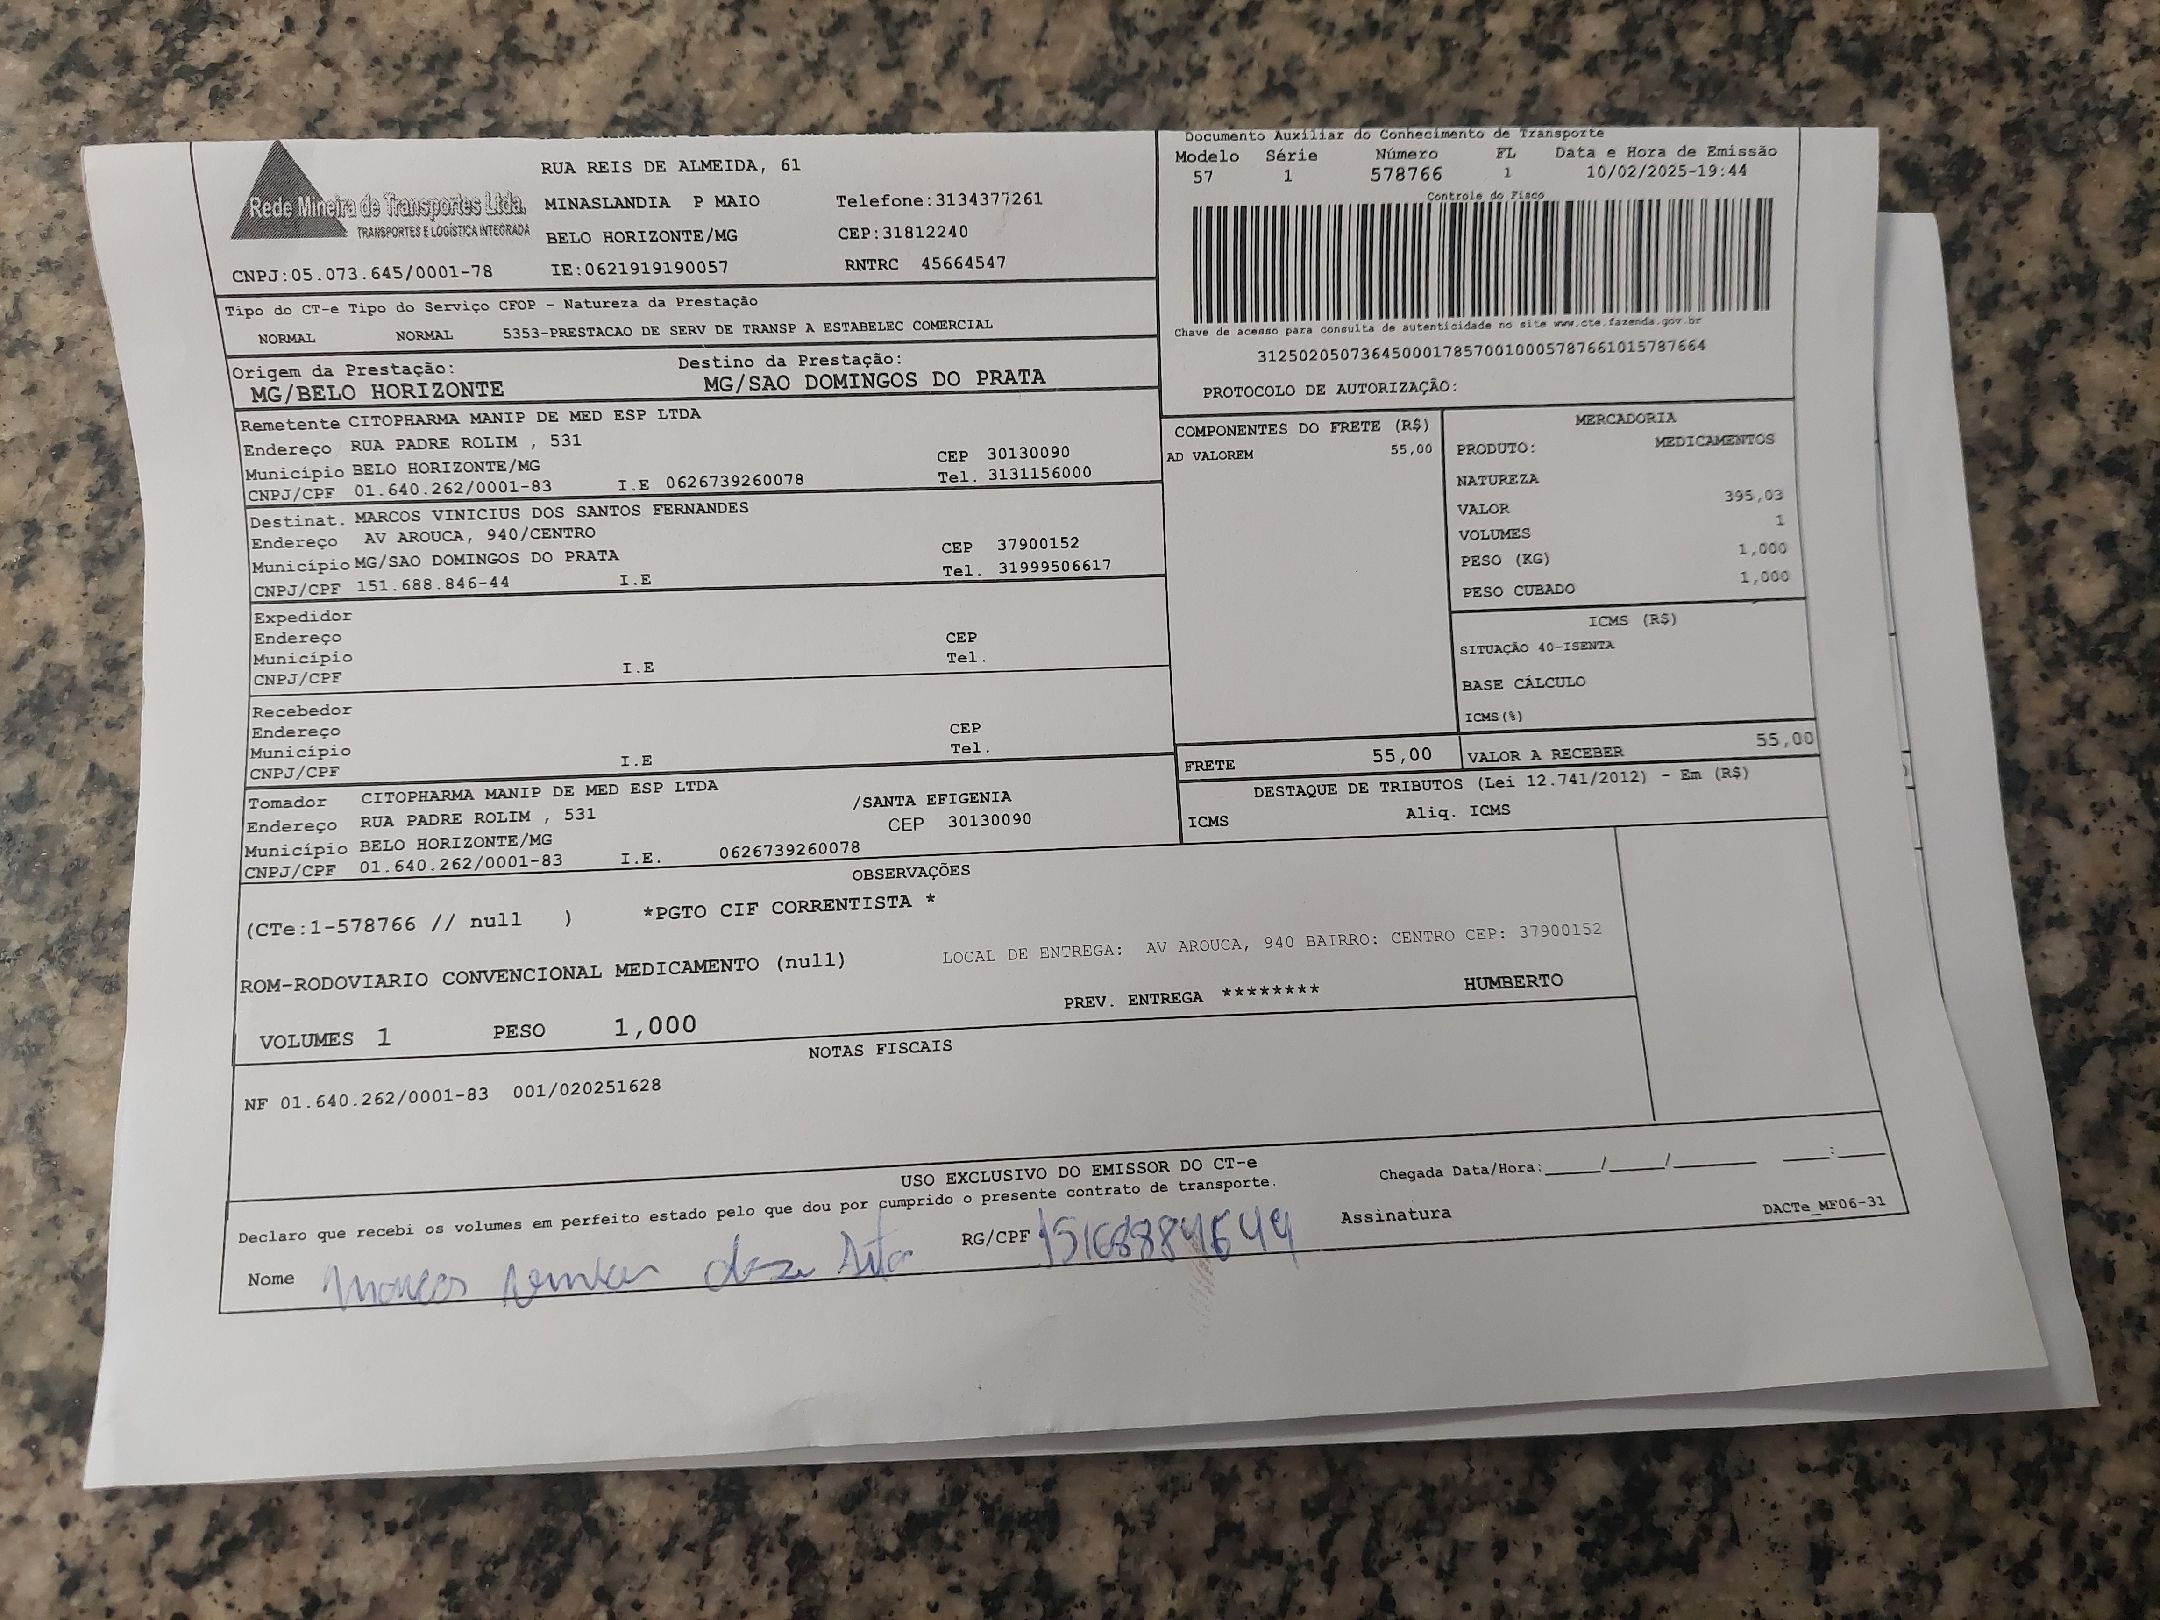 Rede Mineira de Transportes Ltda.
TRANSPORTES E LOGÍSTICA INTEGRADA
RUA REIS DE ALMEIDA, 61
MINASLANDIA P MAIO Telefone:3134377261
BELO HORIZONTE/MG CEP:31812240
CNPJ:05.073.645/0001-78 IE:0621919190057 RNTRC 45664547
Documento Auxiliar do Conhecimento de Transporte
Modelo Série Número FL Data e Hora de Emissão
57 1 578766 1 10/02/2025-19:44
Controle do Fisco
Chave de acesso para consulta de autenticidade no site www.cte.fazenda.gov.br
31250205073645000178570010005787661015787664
PROTOCOLO DE AUTORIZAÇÃO:
Tipo do CT-e Tipo do Serviço CFOP - Natureza da Prestação
NORMAL NORMAL 5353-PRESTACAO DE SERV DE TRANSP A ESTABELEC COMERCIAL
Origem da Prestação: Destino da Prestação:
MG/BELO HORIZONTE MG/SAO DOMINGOS DO PRATA
Remetente CITOPHARMA MANIP DE MED ESP LTDA
Endereço RUA PADRE ROLIM , 531
Município BELO HORIZONTE/MG CEP 30130090
CNPJ/CPF 01.640.262/0001-83 I.E 0626739260078 Tel. 3131156000
Destinat. MARCOS VINICIUS DOS SANTOS FERNANDES
Endereço AV AROUCA, 940/CENTRO
Município MG/SAO DOMINGOS DO PRATA CEP 37900152
CNPJ/CPF 151.688.846-44 I.E Tel. 31999506617
Expedidor
Endereço CEP
Município Tel.
CNPJ/CPF I.E
Recebedor
Endereço CEP
Município Tel.
CNPJ/CPF I.E
Tomador CITOPHARMA MANIP DE MED ESP LTDA
Endereço RUA PADRE ROLIM , 531 /SANTA EFIGENIA
Município BELO HORIZONTE/MG CEP 30130090
CNPJ/CPF 01.640.262/0001-83 I.E. 0626739260078
COMPONENTES DO FRETE (R$)
AD VALOREM 55,00
MERCADORIA
PRODUTO: MEDICAMENTOS
NATUREZA
VALOR 395,03
VOLUMES 1
PESO (KG) 1,000
PESO CUBADO 1,000
ICMS (R$)
SITUAÇÃO 40-ISENTA
BASE CÁLCULO
ICMS(%)
FRETE 55,00 VALOR A RECEBER 55,00
DESTAQUE DE TRIBUTOS (Lei 12.741/2012) - Em (R$)
ICMS Aliq. ICMS
OBSERVAÇÕES
(CTe:1-578766 // null ) *PGTO CIF CORRENTISTA *
LOCAL DE ENTREGA: AV AROUCA, 940 BAIRRO: CENTRO CEP: 37900152
ROM-RODOVIARIO CONVENCIONAL MEDICAMENTO (null)
PREV. ENTREGA ******** HUMBERTO
VOLUMES 1 PESO 1,000
NOTAS FISCAIS
NF 01.640.262/0001-83 001/020251628
USO EXCLUSIVO DO EMISSOR DO CT-e
Declaro que recebi os volumes em perfeito estado pelo que dou por cumprido o presente contrato de transporte.
Chegada Data/Hora:_____/_____/________ ____:____
Nome Marcos RG/CPF 15168884644 Assinatura
DACTe_MF06-31